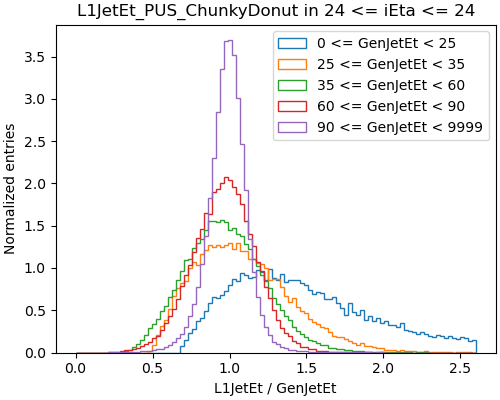 L1JetEt_PUS_ChunkyDonut in 24 <= iEta <= 24
0 <= GenJetEt < 25
25 <= GenJetEt < 35
35 <= GenJetEt < 60
60 <= GenJetEt < 90
90 <= GenJetEt < 9999
Normalized entries
3.5
3.0
2.5
2.0
1.5
1.0
0.5
0.0
0.0 0.5 1.0 1.5 2.0 2.5
L1JetEt / GenJetEt